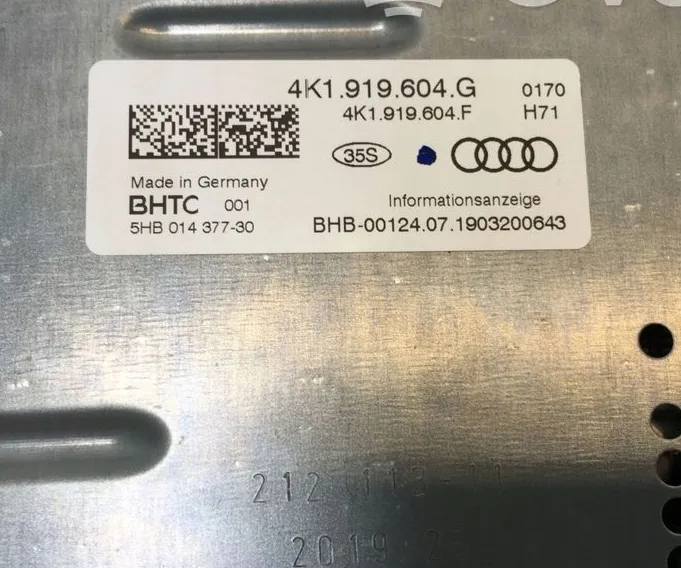 4K1.919.604.G 0170
4K1.919.604.F H71
35S
Made in Germany
BHTC 001
Informationsanzeige
5HB 014 377-30
BHB-00124.07.1903200643
2019